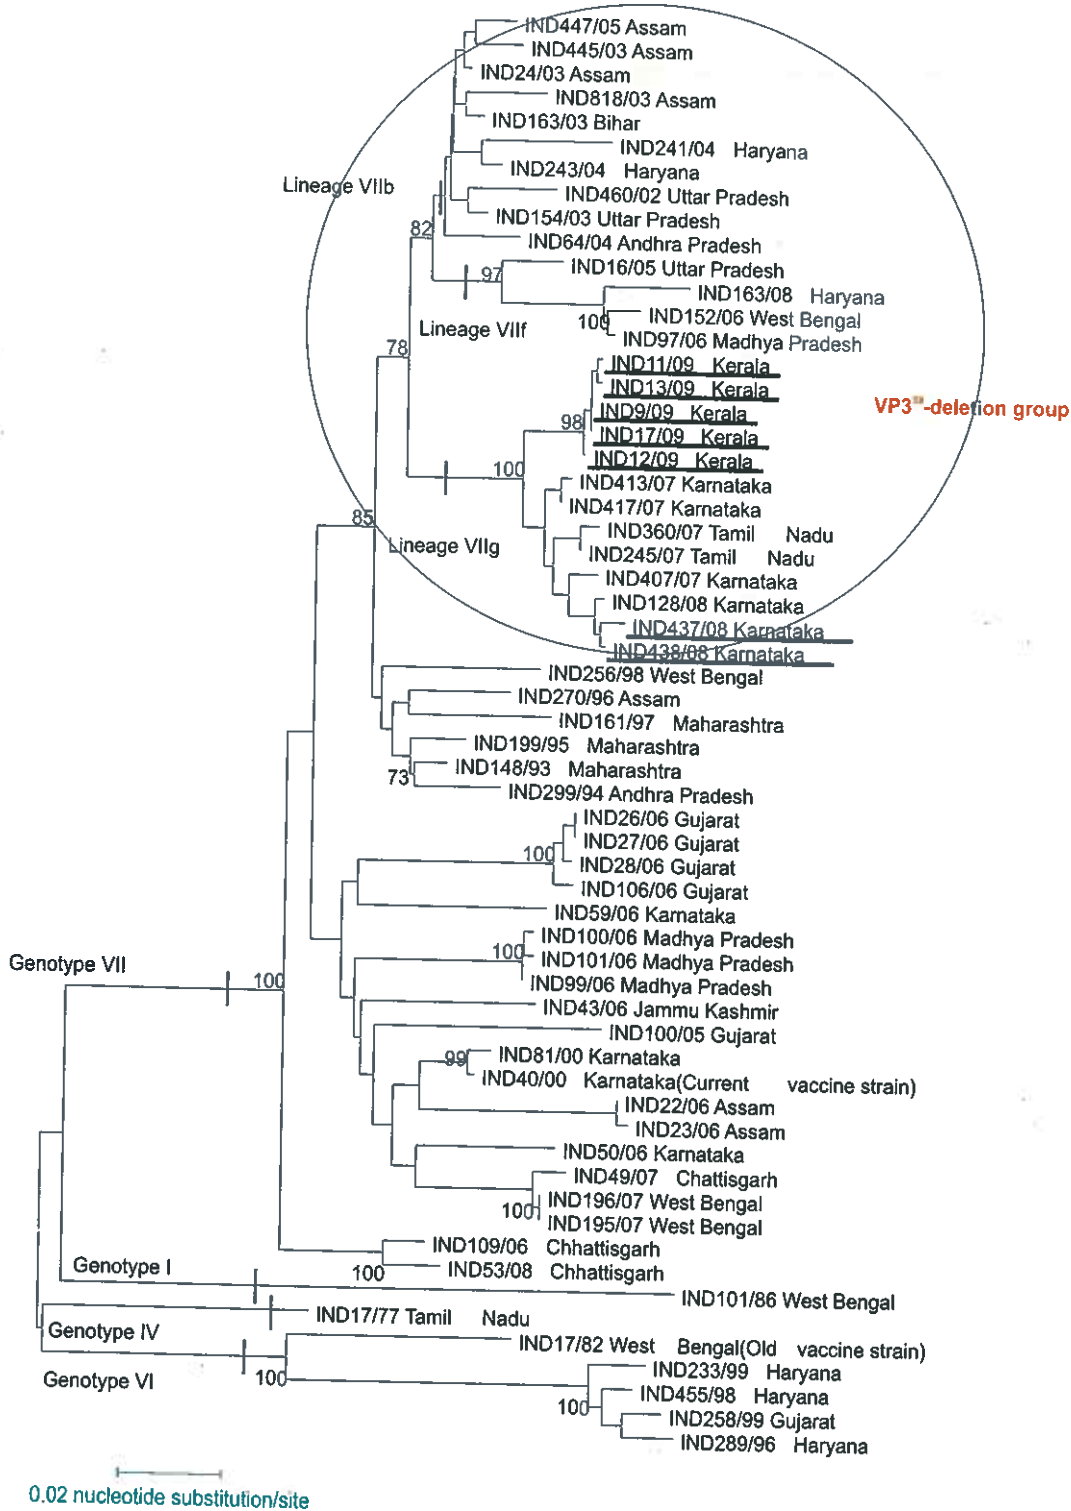 IND447/05 Assam
IND445/03 Assam
IND24/03 Assam
IND818/03 Assam
IND163/03 Bihar
IND241/04 Haryana
IND243/04 Haryana
Lineage VIIb
IND460/02 Uttar Pradesh
IND154/03 Uttar Pradesh
82
IND64/04 Andhra Pradesh
IND16/05 Uttar Pradesh
97
IND163/08 Haryana
IND152/06 West Bengal
100
Lineage VIIf
IND97/06 Madhya Pradesh
78
IND11/09 Kerala
IND13/09 Kerala
VP3 -deletion group
IND9/09 Kerala
98
IND17/09 Kerala
IND12/09 Kerala
100
IND413/07 Karnataka
IND417/07 Karnataka
85
IND360/07 Tamil Nadu
Lineage VIIg
IND245/07 Tamil Nadu
IND407/07 Karnataka
IND128/08 Karnataka
IND437/08 Karnataka
IND438/08 Karnataka
IND256/98 West Bengal
IND270/96 Assam
IND161/97 Maharashtra
IND199/95 Maharashtra
IND148/93 Maharashtra
73
IND299/94 Andhra Pradesh
IND26/06 Gujarat
IND27/06 Gujarat
100
IND28/06 Gujarat
IND106/06 Gujarat
IND59/06 Karnataka
IND100/06 Madhya Pradesh
100
IND101/06 Madhya Pradesh
Genotype VII
100
IND99/06 Madhya Pradesh
IND43/06 Jammu Kashmir
IND100/05 Gujarat
99
IND81/00 Karnataka
IND40/00 Karnataka(Current vaccine strain)
IND22/06 Assam
IND23/06 Assam
IND50/06 Karnataka
IND49/07 Chattisgarh
IND196/07 West Bengal
100
IND195/07 West Bengal
IND109/06 Chhattisgarh
Genotype I
100
IND53/08 Chhattisgarh
IND101/86 West Bengal
IND17/77 Tamil Nadu
Genotype IV
IND17/82 West Bengal(Old vaccine strain)
Genotype VI
100
IND233/99 Haryana
IND455/98 Haryana
100
IND258/99 Gujarat
IND289/96 Haryana
0.02 nucleotide substitution/site